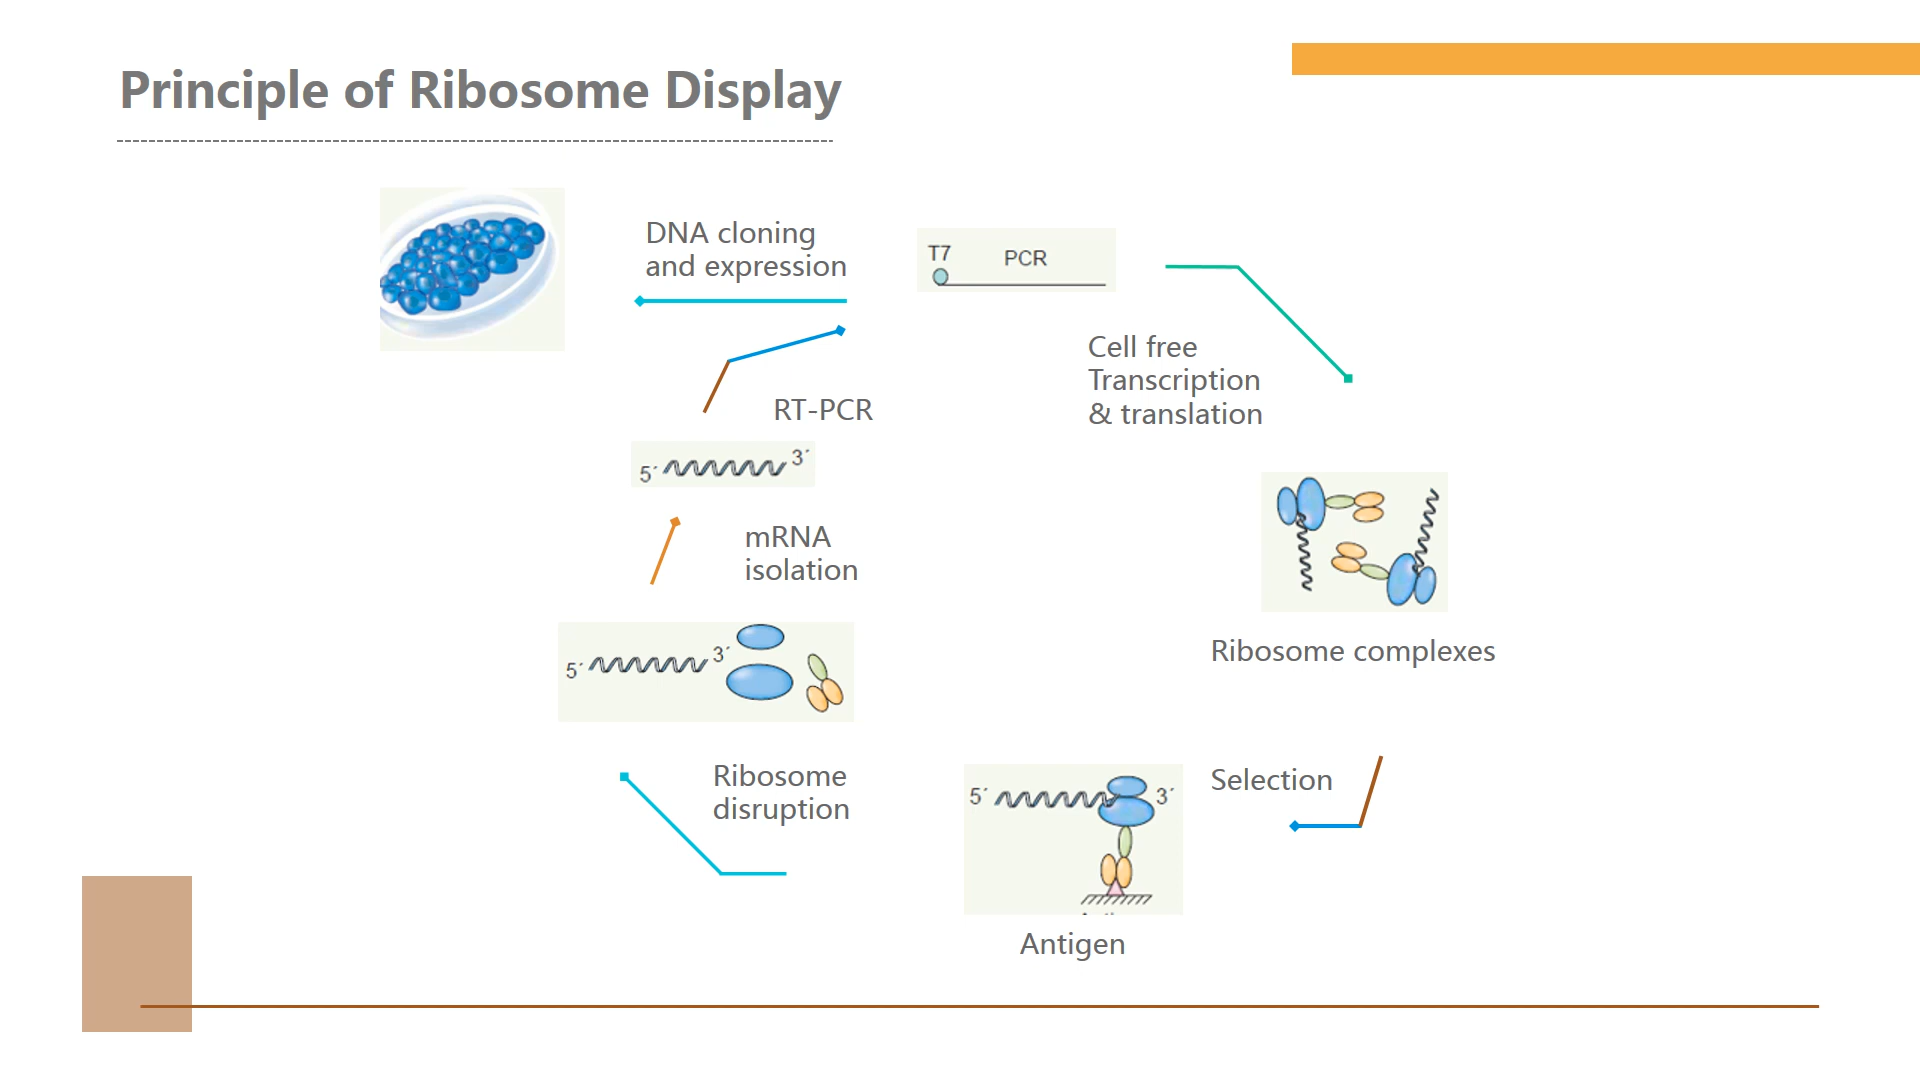 Principle of Ribosome Display
DNA cloning
and expression
T7
PCR
Cell free
Transcription
& translation
RT-PCR
5´
3´
mRNA
isolation
5´
3´
Ribosome complexes
Ribosome
disruption
Selection
5´
3´
Antigen